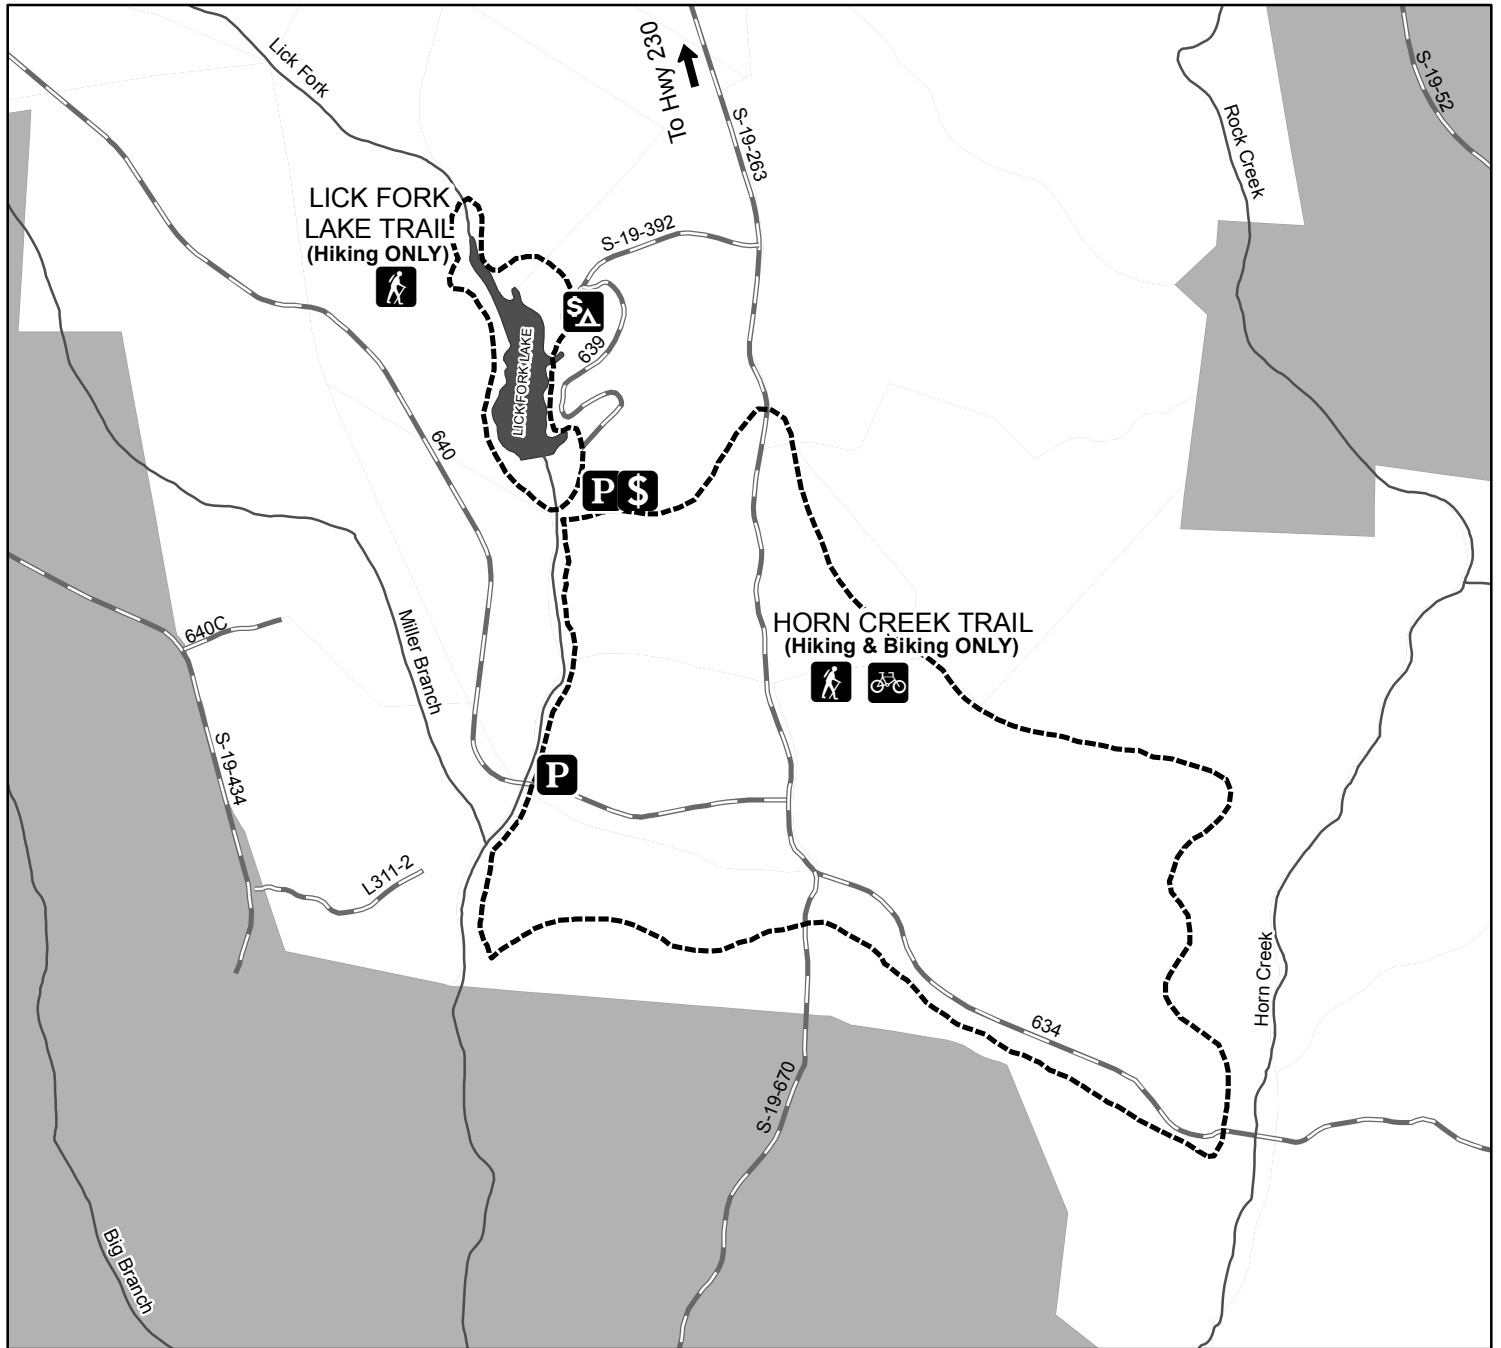 Lick Fork
To Hwy 230
S-19-52
S-19-263
Rock Creek
LICK FORK
LAKE TRAIL
(Hiking ONLY)
S-19-392
$
639
LICK FORK LAKE
640
P $
640C
Miller Branch
HORN CREEK TRAIL
(Hiking & Biking ONLY)
S-19-434
P
L311-2
Horn Creek
634
S-19-670
Big Branch